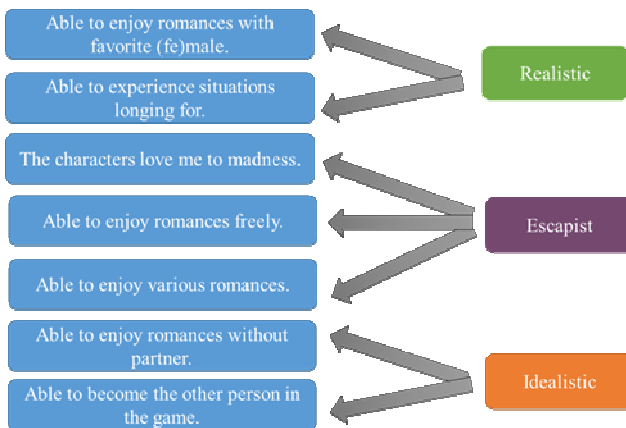 Able to enjoy romances with
favorite (fe)male.
Able to experience situations
longing for.
Realistic
The characters love me to madness.
Able to enjoy romances freely.
Able to enjoy various romances.
Escapist
Able to enjoy romances without
partner.
Able to become the other person in
the game.
Idealistic